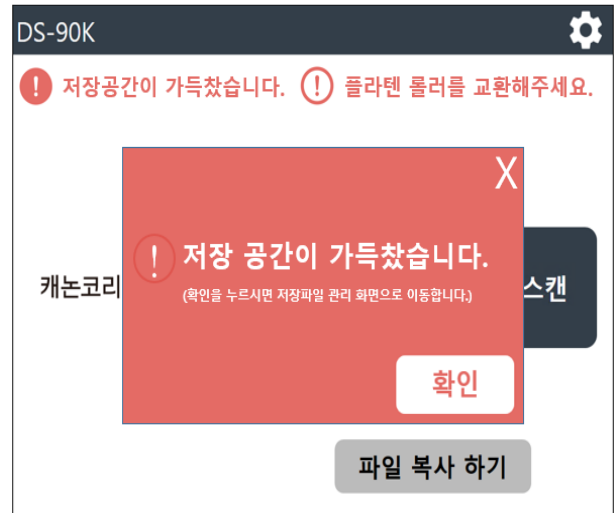 DS-90K
저장공간이 가득찼습니다. 플라텐 롤러를 교환해주세요.
X
저장 공간이 가득찼습니다.
(확인을 누르시면 저장파일 관리 화면으로 이동합니다.)
캐논코리
스캔
확인
파일 복사 하기